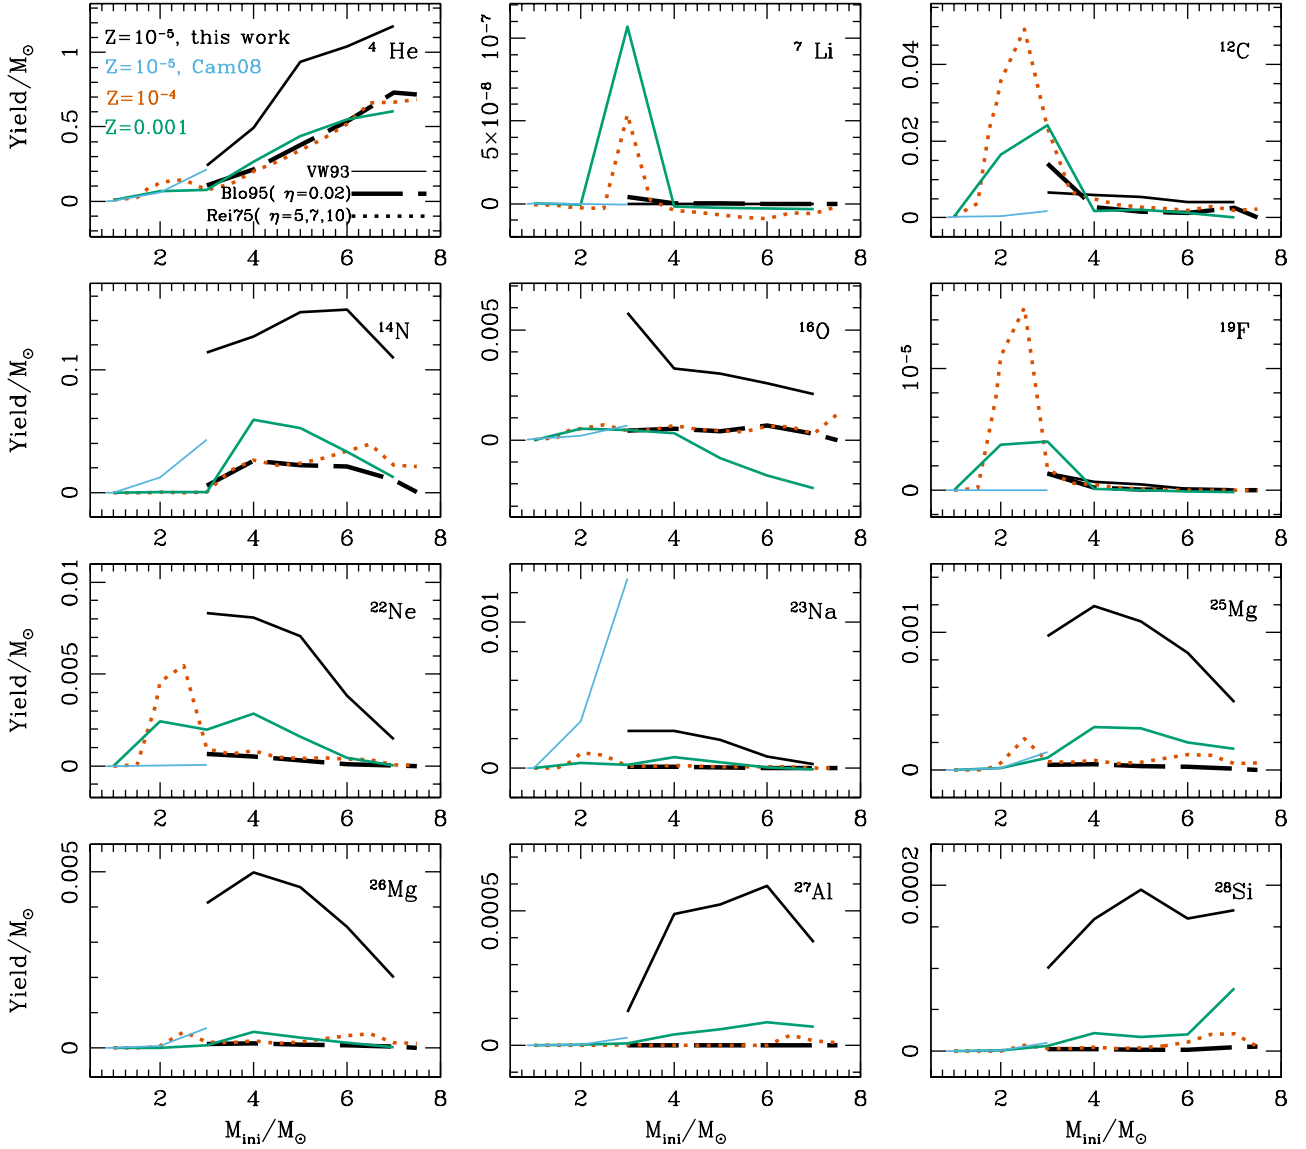 Z=10⁻⁵, this work
Z=10⁻⁵, Cam08
Z=10⁻⁴
Z=0.001
⁴ He
VW93
Blo95( η=0.02)
Rei75( η=5,7,10)
Yield/M⊙
0
0.5
1
2 4 6 8
⁷ Li
0
5×10⁻⁸
10⁻⁷
2 4 6 8
¹²C
0
0.02
0.04
2 4 6 8
¹⁴N
Yield/M⊙
0
0.1
2 4 6 8
¹⁶O
0
0.005
2 4 6 8
¹⁹F
0
10⁻⁵
2 4 6 8
²²Ne
Yield/M⊙
0
0.005
0.01
2 4 6 8
²³Na
0
0.001
2 4 6 8
²⁵Mg
0
0.001
2 4 6 8
²⁶Mg
Yield/M⊙
0
0.005
2 4 6 8
M_ini/M⊙
²⁷Al
0
0.0005
2 4 6 8
M_ini/M⊙
²⁸Si
0
0.0002
2 4 6 8
M_ini/M⊙